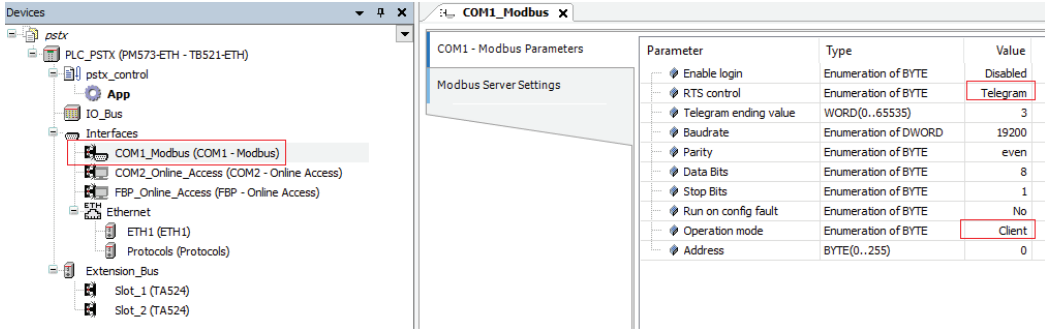 Devices
pstx
PLC_PSTX (PM573-ETH - TB521-ETH)
pstx_control
App
IO_Bus
Interfaces
COM1_Modbus (COM1 - Modbus)
COM2_Online_Access (COM2 - Online Access)
FBP_Online_Access (FBP - Online Access)
ETH
Ethernet
ETH1 (ETH1)
Protocols (Protocols)
Extension_Bus
Slot_1 (TA524)
Slot_2 (TA524)
COM1_Modbus
COM1 - Modbus Parameters
Modbus Server Settings
Parameter Type Value
Enable login Enumeration of BYTE Disabled
RTS control Enumeration of BYTE Telegram
Telegram ending value WORD(0..65535) 3
Baudrate Enumeration of DWORD 19200
Parity Enumeration of BYTE even
Data Bits Enumeration of BYTE 8
Stop Bits Enumeration of BYTE 1
Run on config fault Enumeration of BYTE No
Operation mode Enumeration of BYTE Client
Address BYTE(0..255) 0